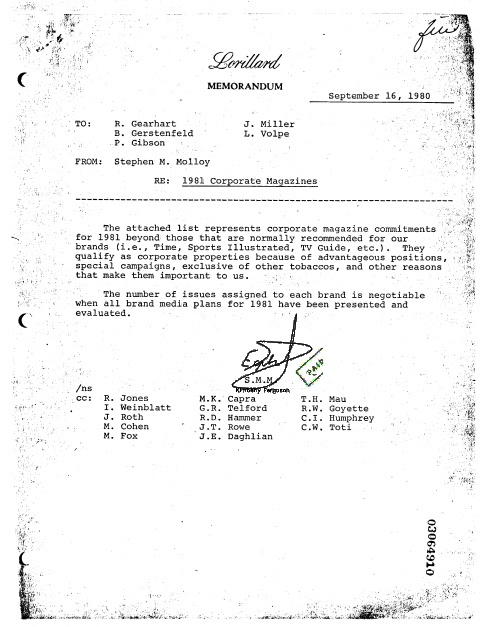 Lorillard
MEMORANDUM
September 16, 1980
TO: R. Gearhart J. Miller
B. Gerstenfeld L. Volpe
P. Gibson
FROM: Stephen M. Molloy
RE: 1981 Corporate Magazines
The attached list represents corporate magazine commitments
for 1981 beyond those that are normally recommended for our
brands (i.e., Time, Sports Illustrated, TV Guide, etc.). They
qualify as corporate properties because of advantageous positions,
special campaigns, exclusive of other tobaccos, and other reasons
that make them important to us.
The number of issues assigned to each brand is negotiable
when all brand media plans for 1981 have been presented and
evaluated.
PAID
S.M.M.
Ferguson
/ns
cc: R. Jones M.K. Capra T.H. Mau
I. Weinblatt G.R. Telford R.W. Goyette
J. Roth R.D. Hammer C.I. Humphrey
M. Cohen J.T. Rowe C.W. Toti
M. Fox J.E. Daghlian
03064910